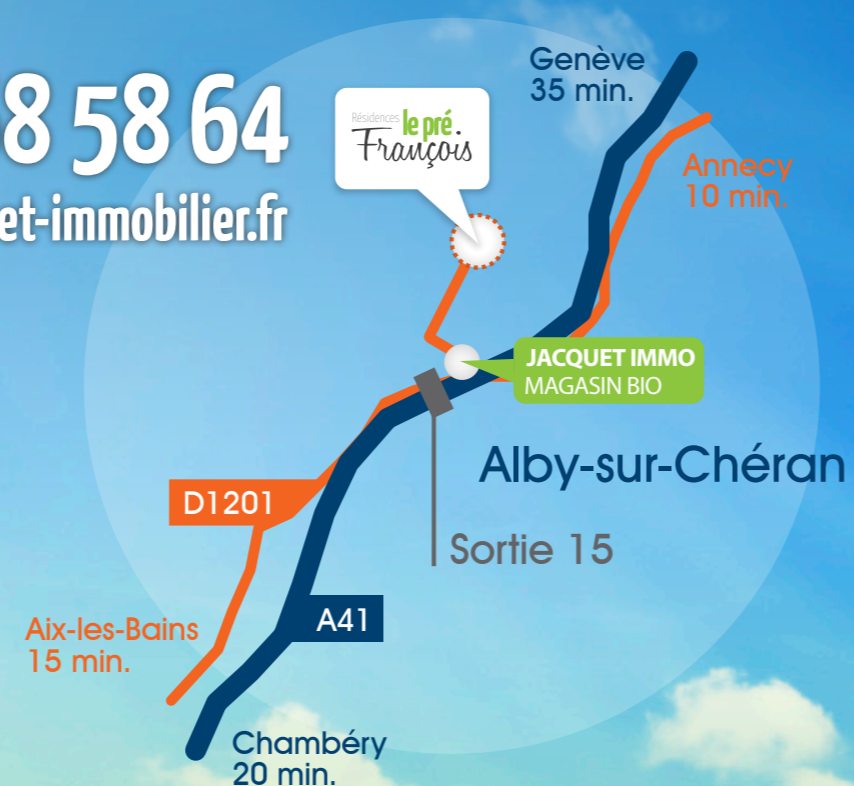 Genève
35 min.
8 58 64
Résidences le pré
François
Annecy
10 min.
et-immobilier.fr
JACQUET IMMO
MAGASIN BIO
Alby-sur-Chéran
D1201
Sortie 15
A41
Aix-les-Bains
15 min.
Chambéry
20 min.